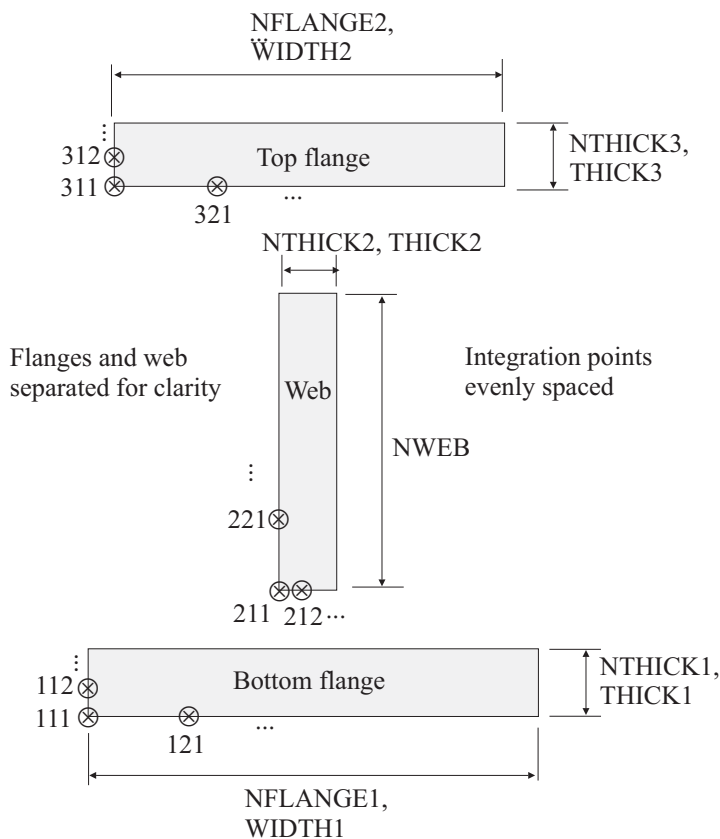 NFLANGE2,
...
WIDTH2
...
312
Top flange
NTHICK3,
THICK3
311
321
...
NTHICK2, THICK2
Flanges and web
separated for clarity
Web
Integration points
evenly spaced
NWEB
...
221
211
212
...
...
112
Bottom flange
NTHICK1,
THICK1
111
121
...
NFLANGE1,
WIDTH1